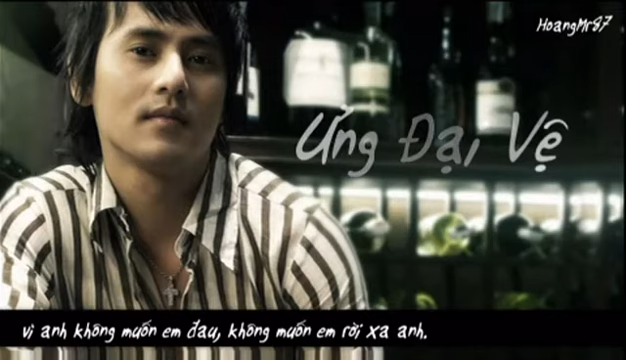 HoangMr87
Ưng Đại Vệ
vì anh không muốn em đau, không muốn em rời xa anh.